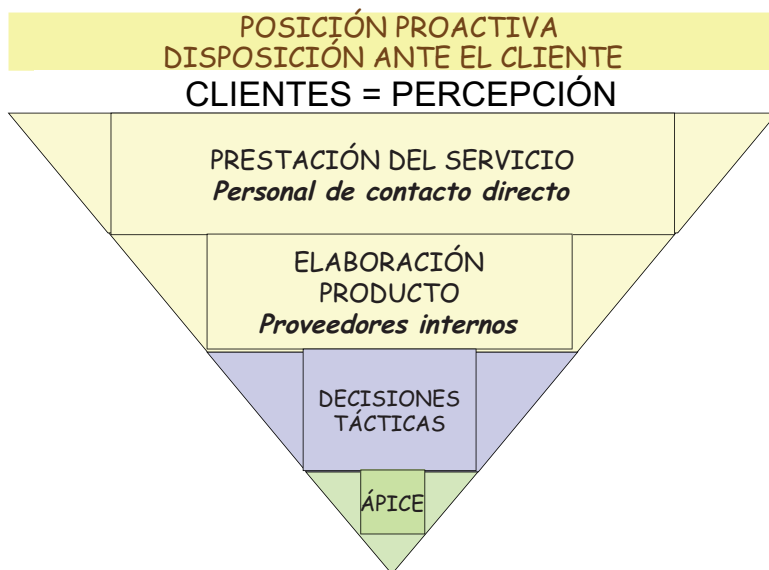 POSICIÓN PROACTIVA
DISPOSICIÓN ANTE EL CLIENTE
CLIENTES = PERCEPCIÓN
PRESTACIÓN DEL SERVICIO
Personal de contacto directo
ELABORACIÓN
PRODUCTO
Proveedores internos
DECISIONES
TÁCTICAS
ÁPICE